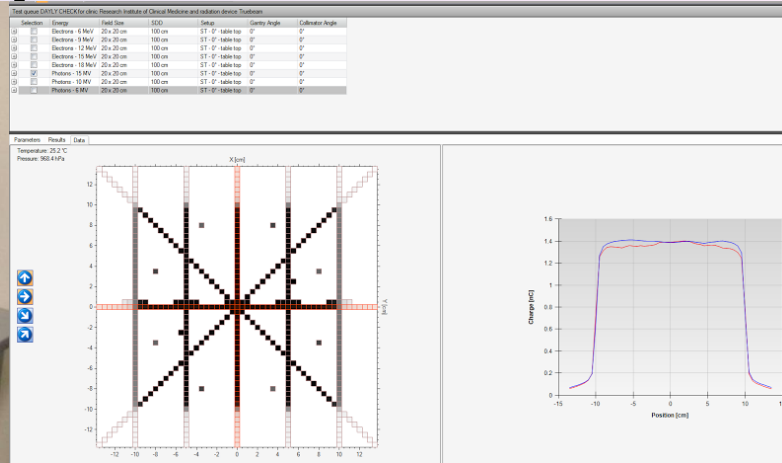 Test queue DAYLY CHECK for clinic Research Institute of Clinical Medicine and radiation device Truebeam
Selection Energy Field Size SDD Setup Gantry Angle Collimator Angle
Electrons - 6 MeV 20 x 20 cm 100 cm ST - 0° - table top 0° 0°
Electrons - 9 MeV 20 x 20 cm 100 cm ST - 0° - table top 0° 0°
Electrons - 12 MeV 20 x 20 cm 100 cm ST - 0° - table top 0° 0°
Electrons - 15 MeV 20 x 20 cm 100 cm ST - 0° - table top 0° 0°
Electrons - 18 MeV 20 x 20 cm 100 cm ST - 0° - table top 0° 0°
Photons - 15 MV 20 x 20 cm 100 cm ST - 0° - table top 0° 0°
Photons - 10 MV 20 x 20 cm 100 cm ST - 0° - table top 0° 0°
Photons - 6 MV 20 x 20 cm 100 cm ST - 0° - table top 0° 0°
Parameters Results Data
Temperature: 25.2 °C
Pressure: 968.4 hPa
X [cm]
12
10
8
6
4
2
0
-2
-4
-6
-8
-10
-12
Y [cm]
-12 -10 -8 -6 -4 -2 0 2 4 6 8 10 12
1.6
1.4
1.2
1
0.8
0.6
0.4
0.2
0
Charge [nC]
-15 -10 -5 0 5 10
Position [cm]